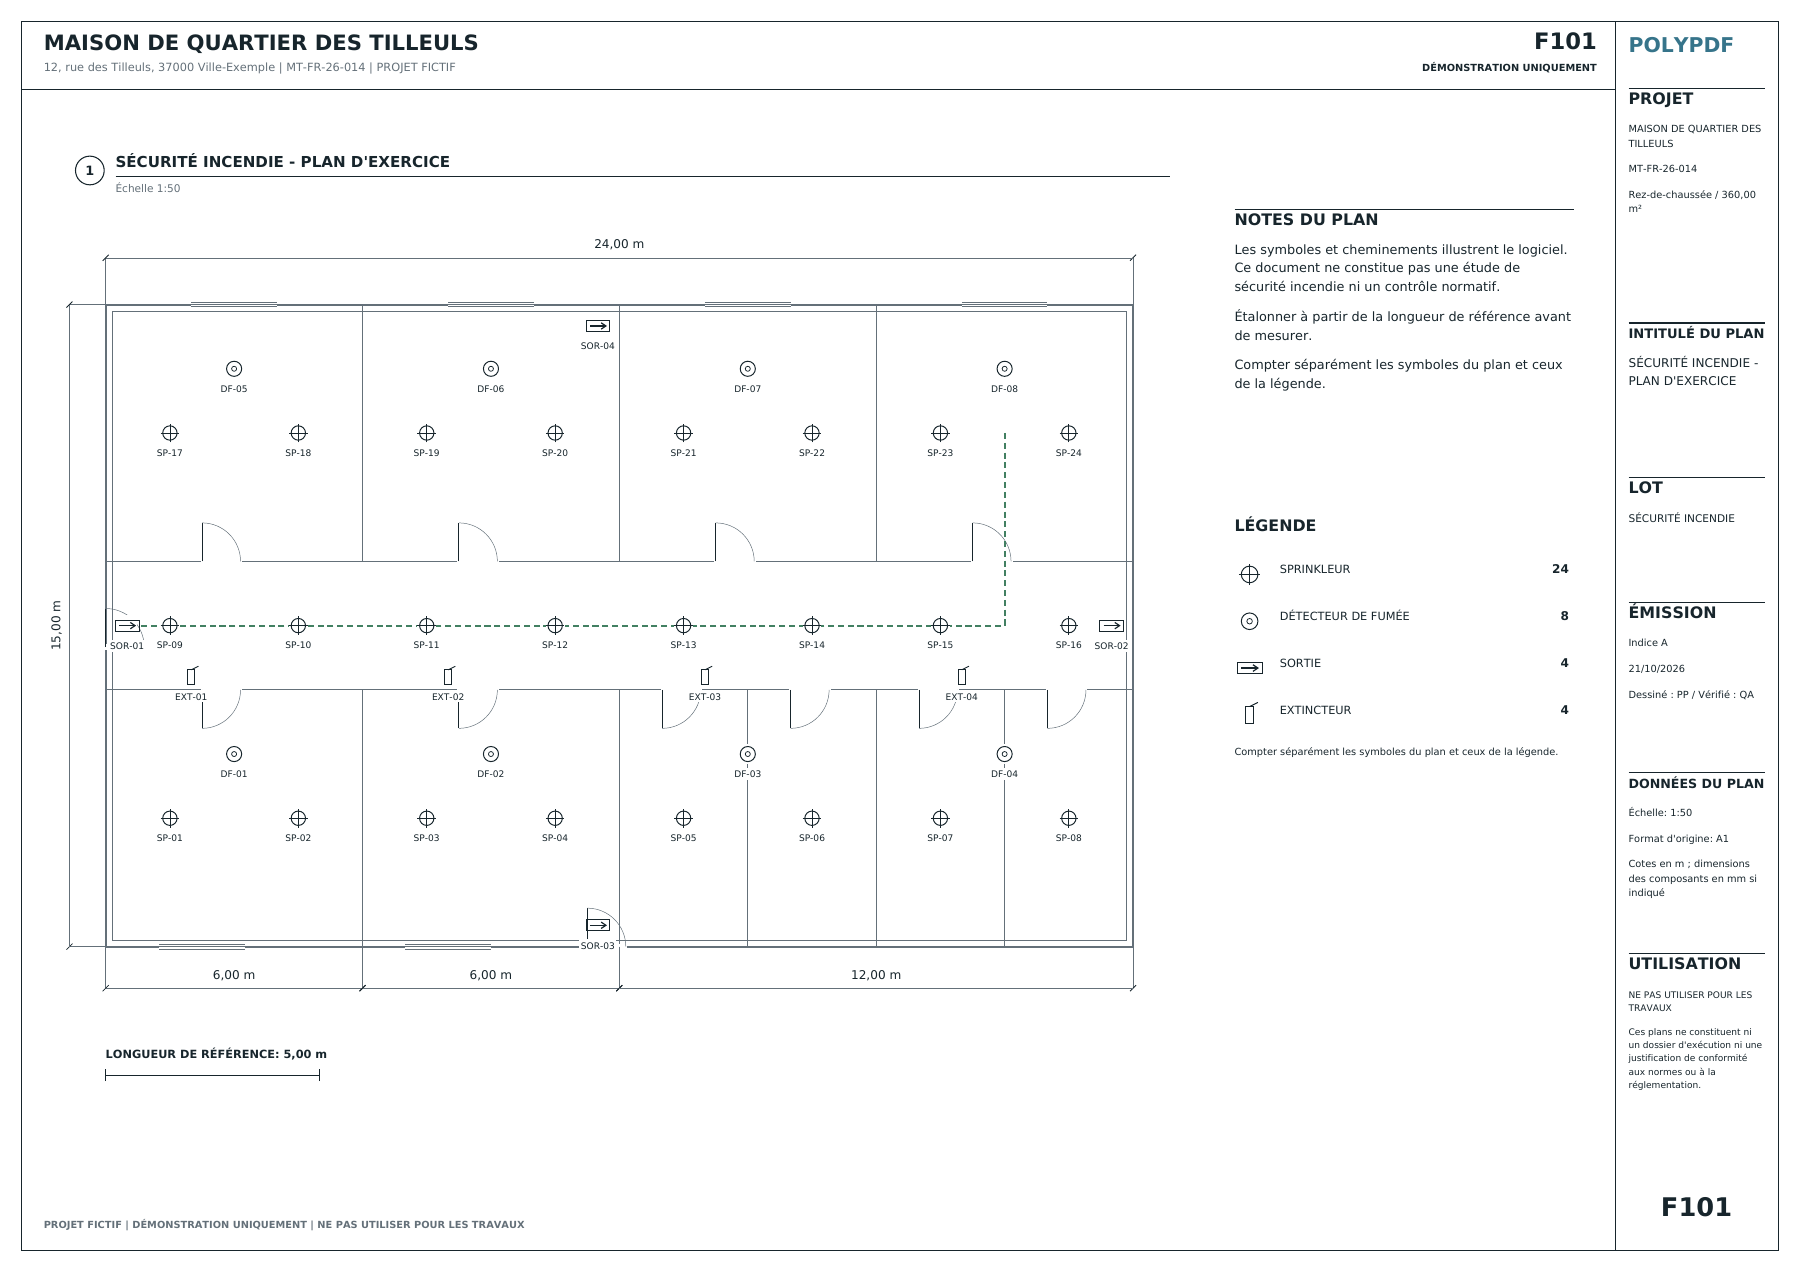 MAISON DE QUARTIER DES TILLEULS
12, rue des Tilleuls, 37000 Ville-Exemple | MT-FR-26-014 | PROJET FICTIF
F101
DÉMONSTRATION UNIQUEMENT
1
SÉCURITÉ INCENDIE - PLAN D'EXERCICE
Échelle 1:50
24,00 m
15,00 m
SOR-04
DF-05
DF-06
DF-07
DF-08
SP-17
SP-18
SP-19
SP-20
SP-21
SP-22
SP-23
SP-24
SOR-01
SP-09
SP-10
SP-11
SP-12
SP-13
SP-14
SP-15
SP-16
SOR-02
EXT-01
EXT-02
EXT-03
EXT-04
DF-01
DF-02
DF-03
DF-04
SP-01
SP-02
SP-03
SP-04
SP-05
SP-06
SP-07
SP-08
SOR-03
6,00 m
6,00 m
12,00 m
LONGUEUR DE RÉFÉRENCE: 5,00 m
NOTES DU PLAN
Les symboles et cheminements illustrent le logiciel.
Ce document ne constitue pas une étude de
sécurité incendie ni un contrôle normatif.
Étalonner à partir de la longueur de référence avant
de mesurer.
Compter séparément les symboles du plan et ceux
de la légende.
LÉGENDE
SPRINKLEUR 24
DÉTECTEUR DE FUMÉE 8
SORTIE 4
EXTINCTEUR 4
Compter séparément les symboles du plan et ceux de la légende.
POLYPDF
PROJET
MAISON DE QUARTIER DES
TILLEULS
MT-FR-26-014
Rez-de-chaussée / 360,00
m²
INTITULÉ DU PLAN
SÉCURITÉ INCENDIE -
PLAN D'EXERCICE
LOT
SÉCURITÉ INCENDIE
ÉMISSION
Indice A
21/10/2026
Dessiné : PP / Vérifié : QA
DONNÉES DU PLAN
Échelle: 1:50
Format d'origine: A1
Cotes en m ; dimensions
des composants en mm si
indiqué
UTILISATION
NE PAS UTILISER POUR LES
TRAVAUX
Ces plans ne constituent ni
un dossier d'exécution ni une
justification de conformité
aux normes ou à la
réglementation.
F101
PROJET FICTIF | DÉMONSTRATION UNIQUEMENT | NE PAS UTILISER POUR LES TRAVAUX